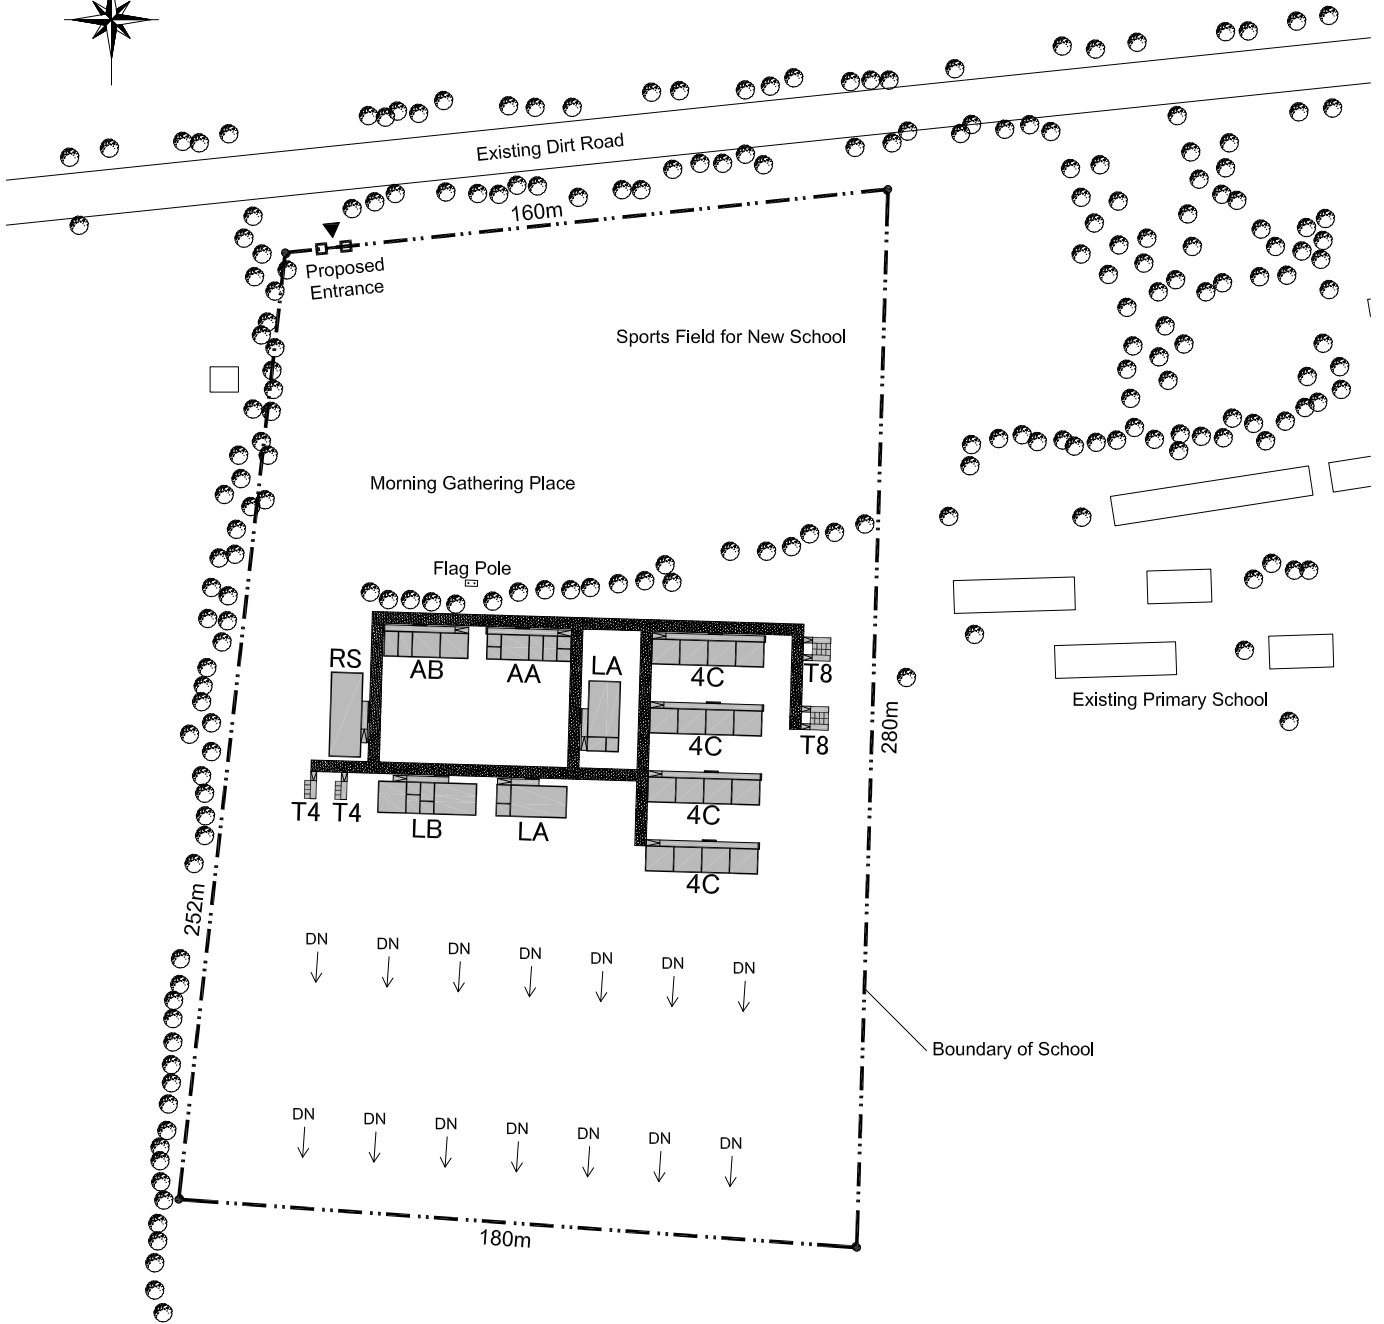 Existing Dirt Road
160m
Proposed
Entrance
Sports Field for New School
Morning Gathering Place
Flag Pole
RS
AB
AA
LA
4C
T8
Existing Primary School
280m
4C
T8
T4
T4
LB
LA
4C
4C
252m
DN
DN
DN
DN
DN
DN
DN
Boundary of School
DN
DN
DN
DN
DN
DN
DN
180m